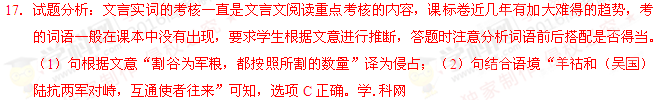 17. 试题分析：文言实词的考核一直是文言文阅读重点考核的内容，课标卷近几年有加大难得的趋势，考
的词语一般在课本中没有出现，要求学生根据文意进行推断，答题时注意分析词语前后搭配是否得当。
（1）句根据文意“割谷为军粮，都按照所割的数量”译为侵占；（2）句结合语境“羊祜和（吴国）
陆抗两军对峙，互通使者往来”可知，选项 C 正确。学.科网